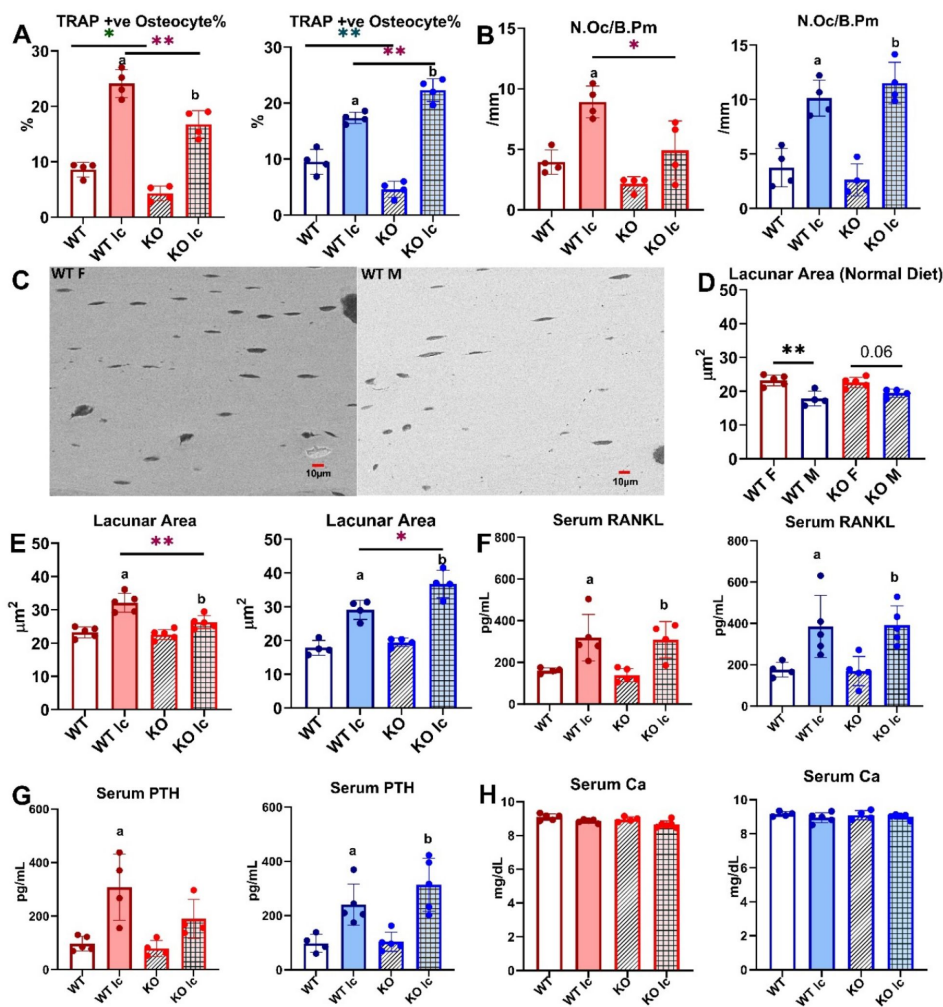 A
TRAP +ve Osteocyte%
*
**
a
b
%
30
20
10
0
WT
WT lc
KO
KO lc
TRAP +ve Osteocyte%
**
**
a
b
%
30
20
10
0
WT
WT lc
KO
KO lc
B
N.Oc/B.Pm
*
a
/mm
15
10
5
0
WT
WT lc
KO
KO lc
N.Oc/B.Pm
a
b
/mm
15
10
5
0
WT
WT lc
KO
KO lc
C
WT F
10µm
WT M
10µm
D
Lacunar Area (Normal Diet)
**
0.06
µm2
50
40
30
20
10
0
WT F
WT M
KO F
KO M
E
Lacunar Area
**
a
b
µm2
50
40
30
20
10
0
WT
WT lc
KO
KO lc
Lacunar Area
*
a
b
µm2
50
40
30
20
10
0
WT
WT lc
KO
KO lc
F
Serum RANKL
a
b
pg/mL
800
600
400
200
0
WT
WT lc
KO
KO lc
Serum RANKL
a
b
pg/mL
800
600
400
200
0
WT
WT lc
KO
KO lc
G
Serum PTH
a
pg/mL
600
400
200
0
WT
WT lc
KO
KO lc
Serum PTH
a
b
pg/mL
600
400
200
0
WT
WT lc
KO
KO lc
H
Serum Ca
mg/dL
10
8
6
4
2
0
WT
WT lc
KO
KO lc
Serum Ca
mg/dL
10
8
6
4
2
0
WT
WT lc
KO
KO lc